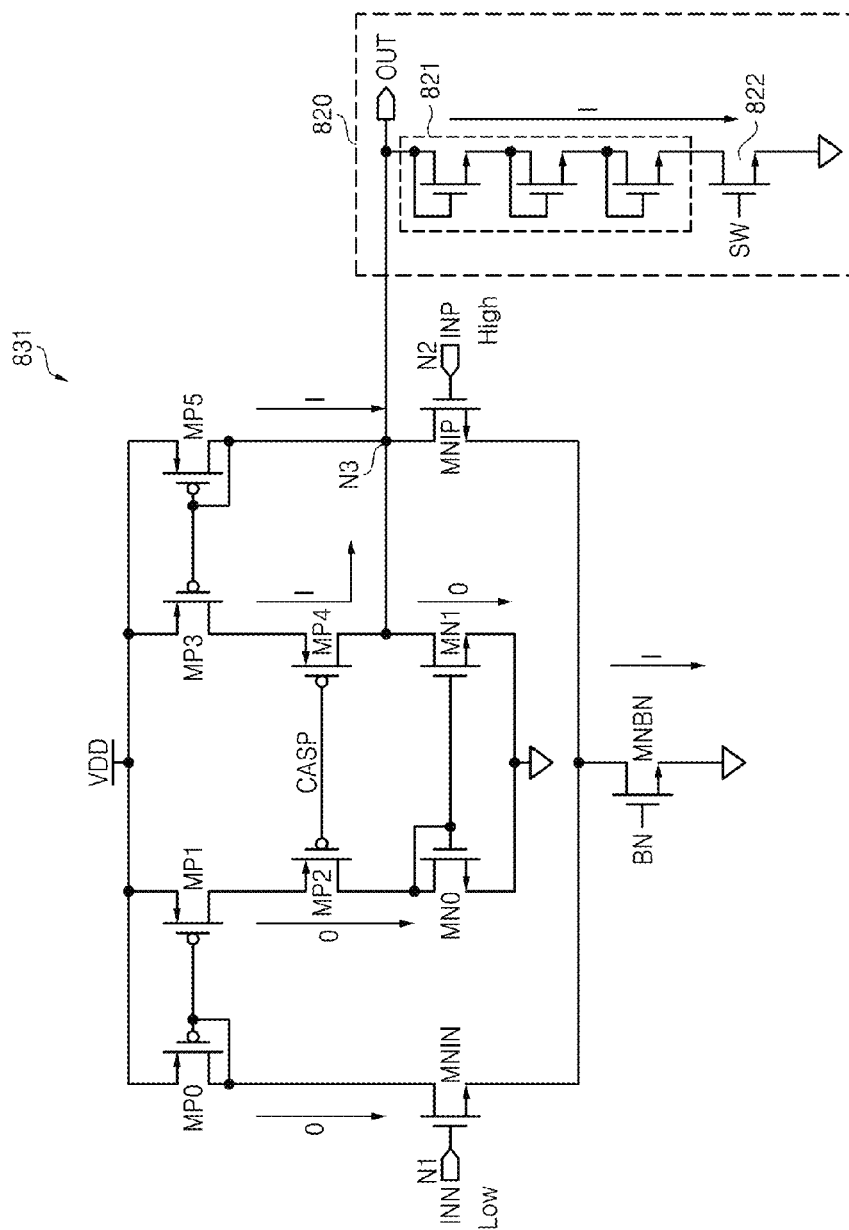 831
VDD
MP0
MP1
MP3
MP5
0
0
I
I
MP2
CASP
MP4
N3
820
OUT
821
I
822
SW
MN0
MN1
0
INN
N1
Low
MNIN
MNIP
N2
INP
High
BN
MNBN
I